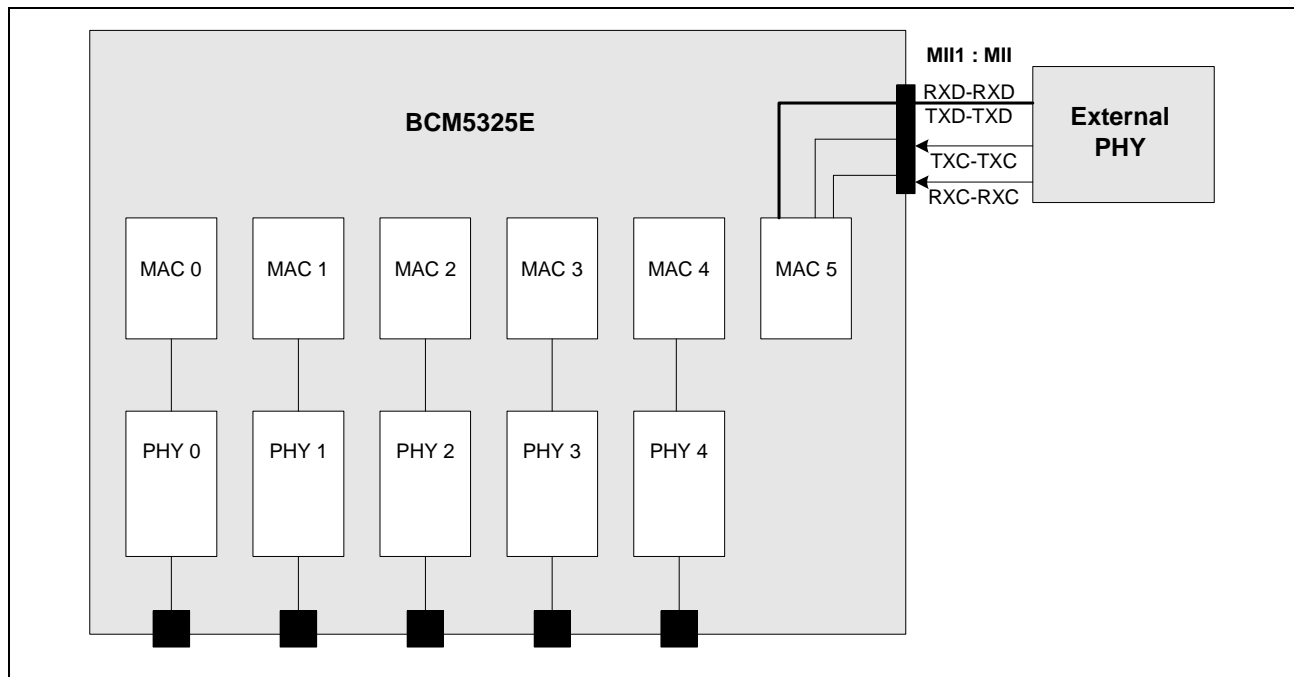 MII1 : MII
RXD-RXD
TXD-TXD
TXC-TXC
RXC-RXC
External
PHY
BCM5325E
MAC 0
MAC 1
MAC 2
MAC 3
MAC 4
MAC 5
PHY 0
PHY 1
PHY 2
PHY 3
PHY 4